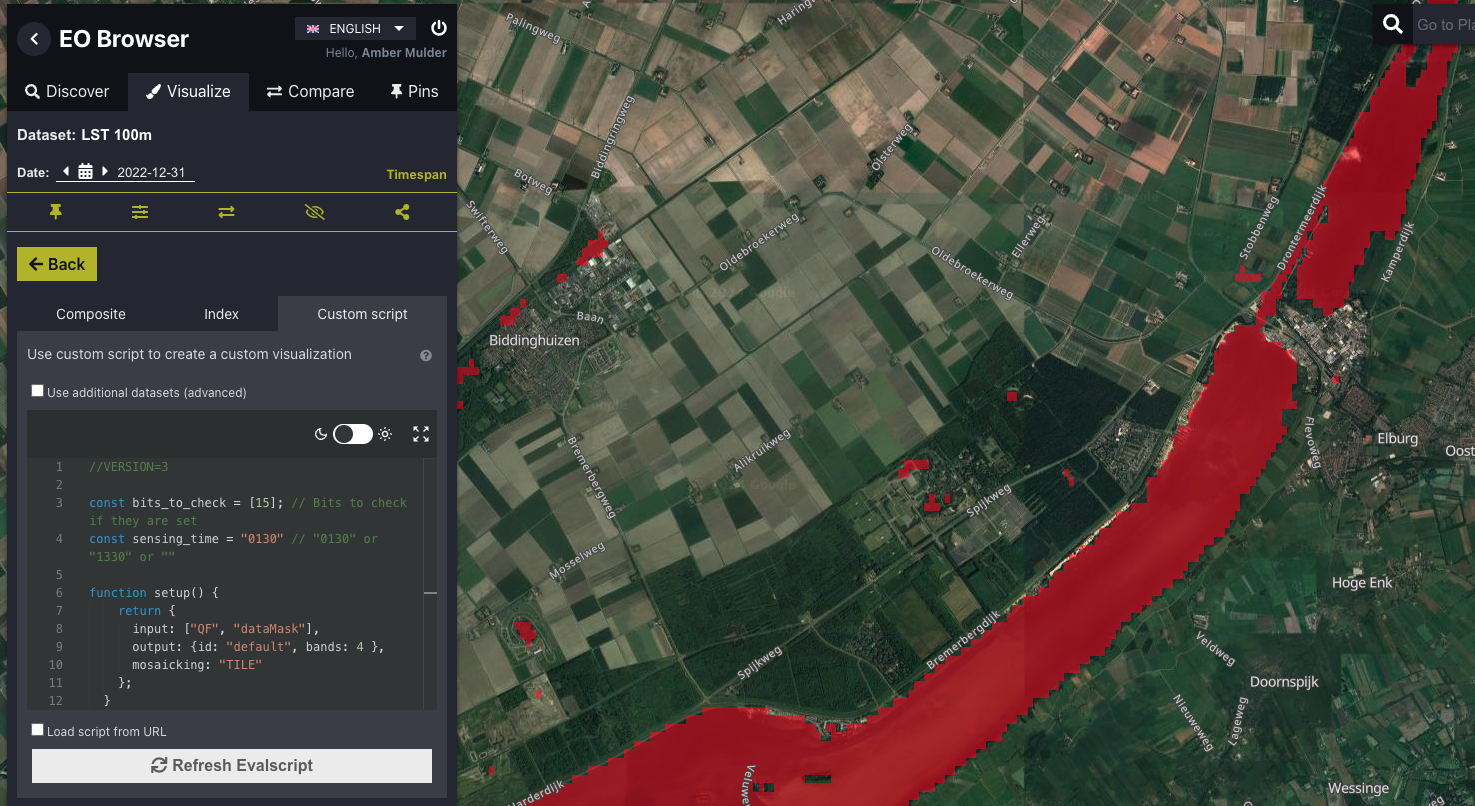 EO Browser
ENGLISH
Hello, Amber Mulder
Discover
Visualize
Compare
Pins
Dataset: LST 100m
Date: 2022-12-31
Timespan
Back
Composite
Index
Custom script
Use custom script to create a custom visualization
Use additional datasets (advanced)
1 //VERSION=3
2
3 const bits_to_check = [15]; // Bits to check
if they are set
4 const sensing_time = "0130" // "0130" or
"1330" or ""
5
6 function setup() {
7 return {
8 input: ["QF", "dataMask"],
9 output: {id: "default", bands: 4 },
10 mosaicking: "TILE"
11 };
12 }
Load script from URL
Refresh Evalscript
Go to Pla
Palingweg
Haringweg
Biddingringweg
Olsterweg
Botweg
Swifterweg
Oldebroekerweg
Ellerweg
Oldebroekerweg
Stobbenweg
Drontermeerdijk
Kamperdijk
Baan
Biddinghuizen
Alikruikweg
Bremerbergweg
Spijkweg
Flevoweg
Elburg
Oost
Mosselweg
Hoge Enk
Bremerbergdijk
Spijkweg
Veldweg
Doornspijk
Nieuweweg
Lageweg
Harderdijk
Veluwe
Wessinge